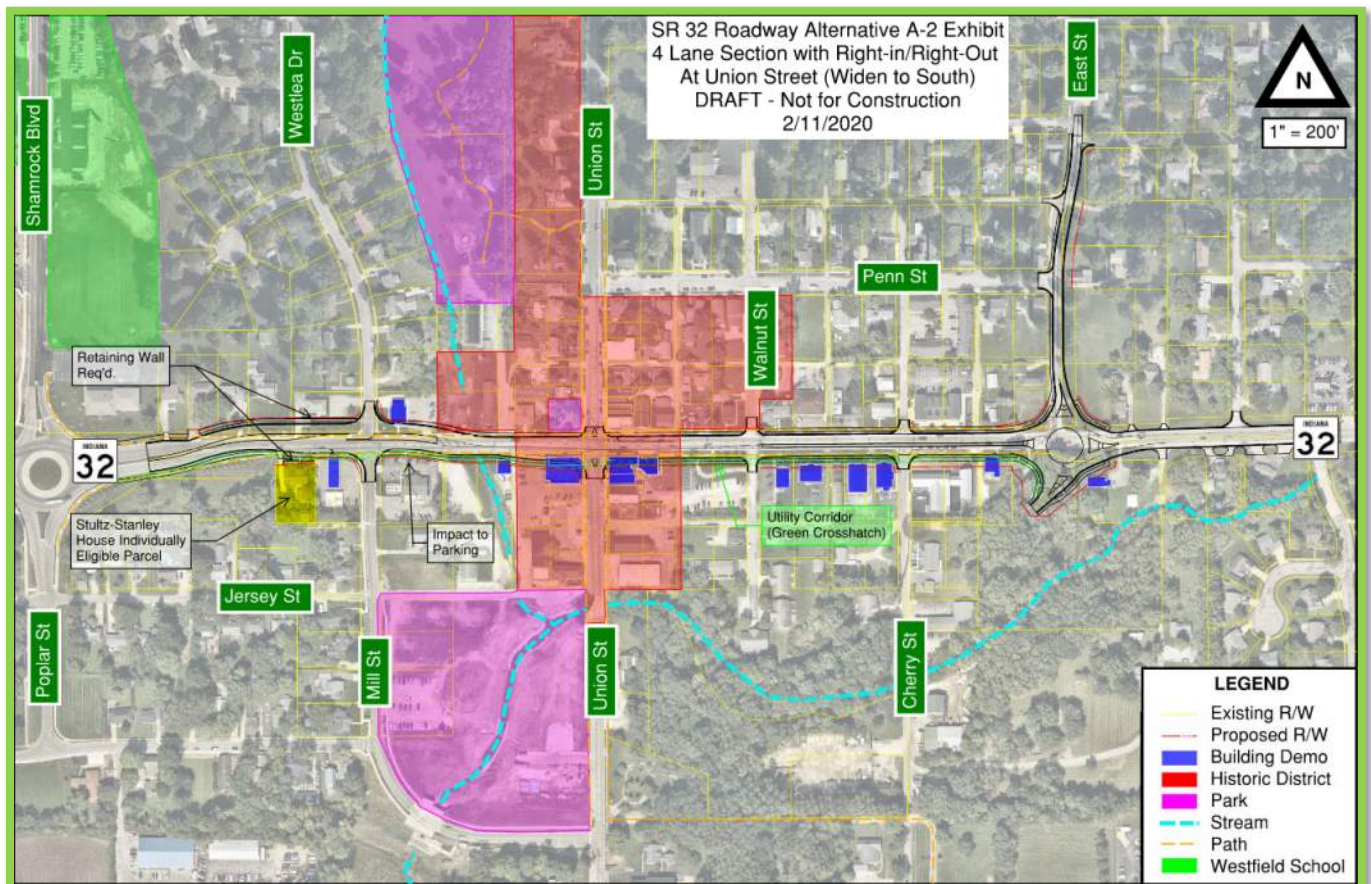 SR 32 Roadway Alternative A-2 Exhibit
4 Lane Section with Right-in/Right-Out
At Union Street (Widen to South)
DRAFT - Not for Construction
2/11/2020
N
1" = 200'
Shamrock Blvd
Westlea Dr
Union St
East St
Penn St
Walnut St
Retaining Wall
Req'd.
INDIANA
32
INDIANA
32
Stultz-Stanley
House Individually
Eligible Parcel
Impact to
Parking
Utility Corridor
(Green Crosshatch)
Jersey St
Poplar St
Mill St
Union St
Cherry St
LEGEND
Existing R/W
Proposed R/W
Building Demo
Historic District
Park
Stream
Path
Westfield School